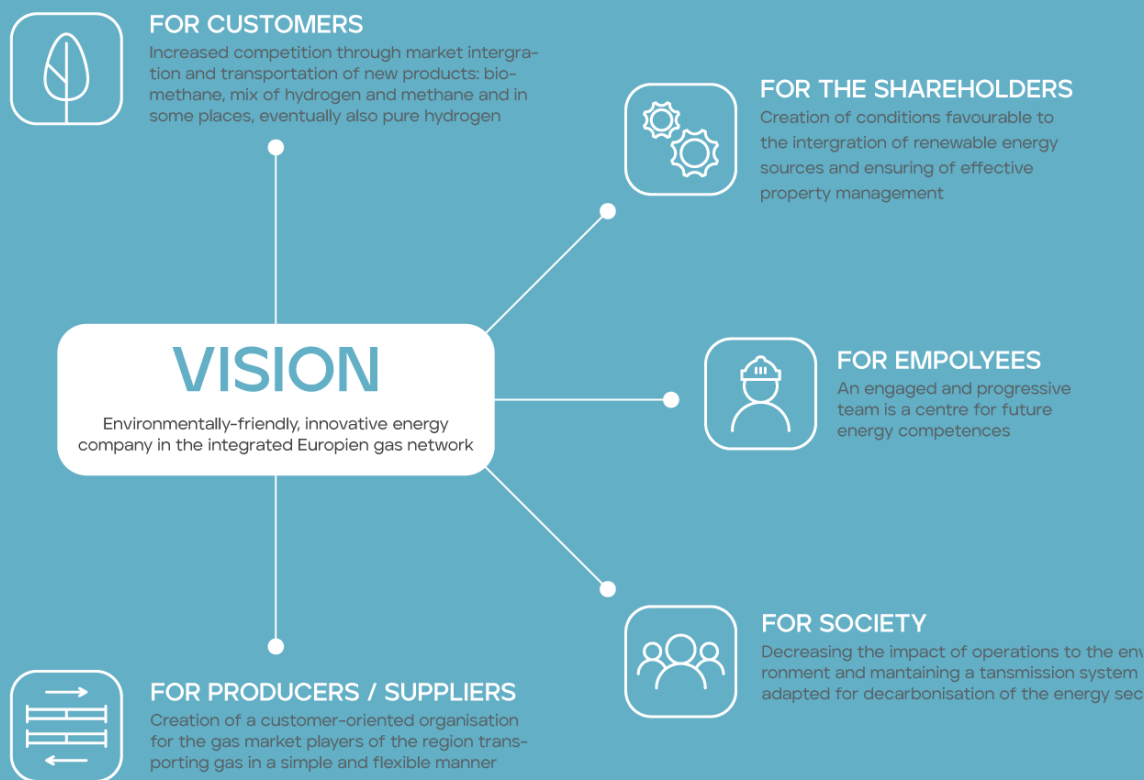 FOR CUSTOMERS
Increased competition through market intergra-
tion and transportation of new products: bio-
methane, mix of hydrogen and methane and in
some places, eventually also pure hydrogen
FOR THE SHAREHOLDERS
Creation of conditions favourable to
the intergration of renewable energy
sources and ensuring of effective
property management
VISION
Environmentally-friendly, innovative energy
company in the integrated Europien gas network
FOR EMPOLYEES
An engaged and progressive
team is a centre for future
energy competences
FOR SOCIETY
Decreasing the impact of operations to the
ronment and mantaining a tansmission system
adapted for decarbonisation of the energy
FOR PRODUCERS / SUPPLIERS
Creation of a customer-oriented organisation
for the gas market players of the region trans-
porting gas in a simple and flexible manner